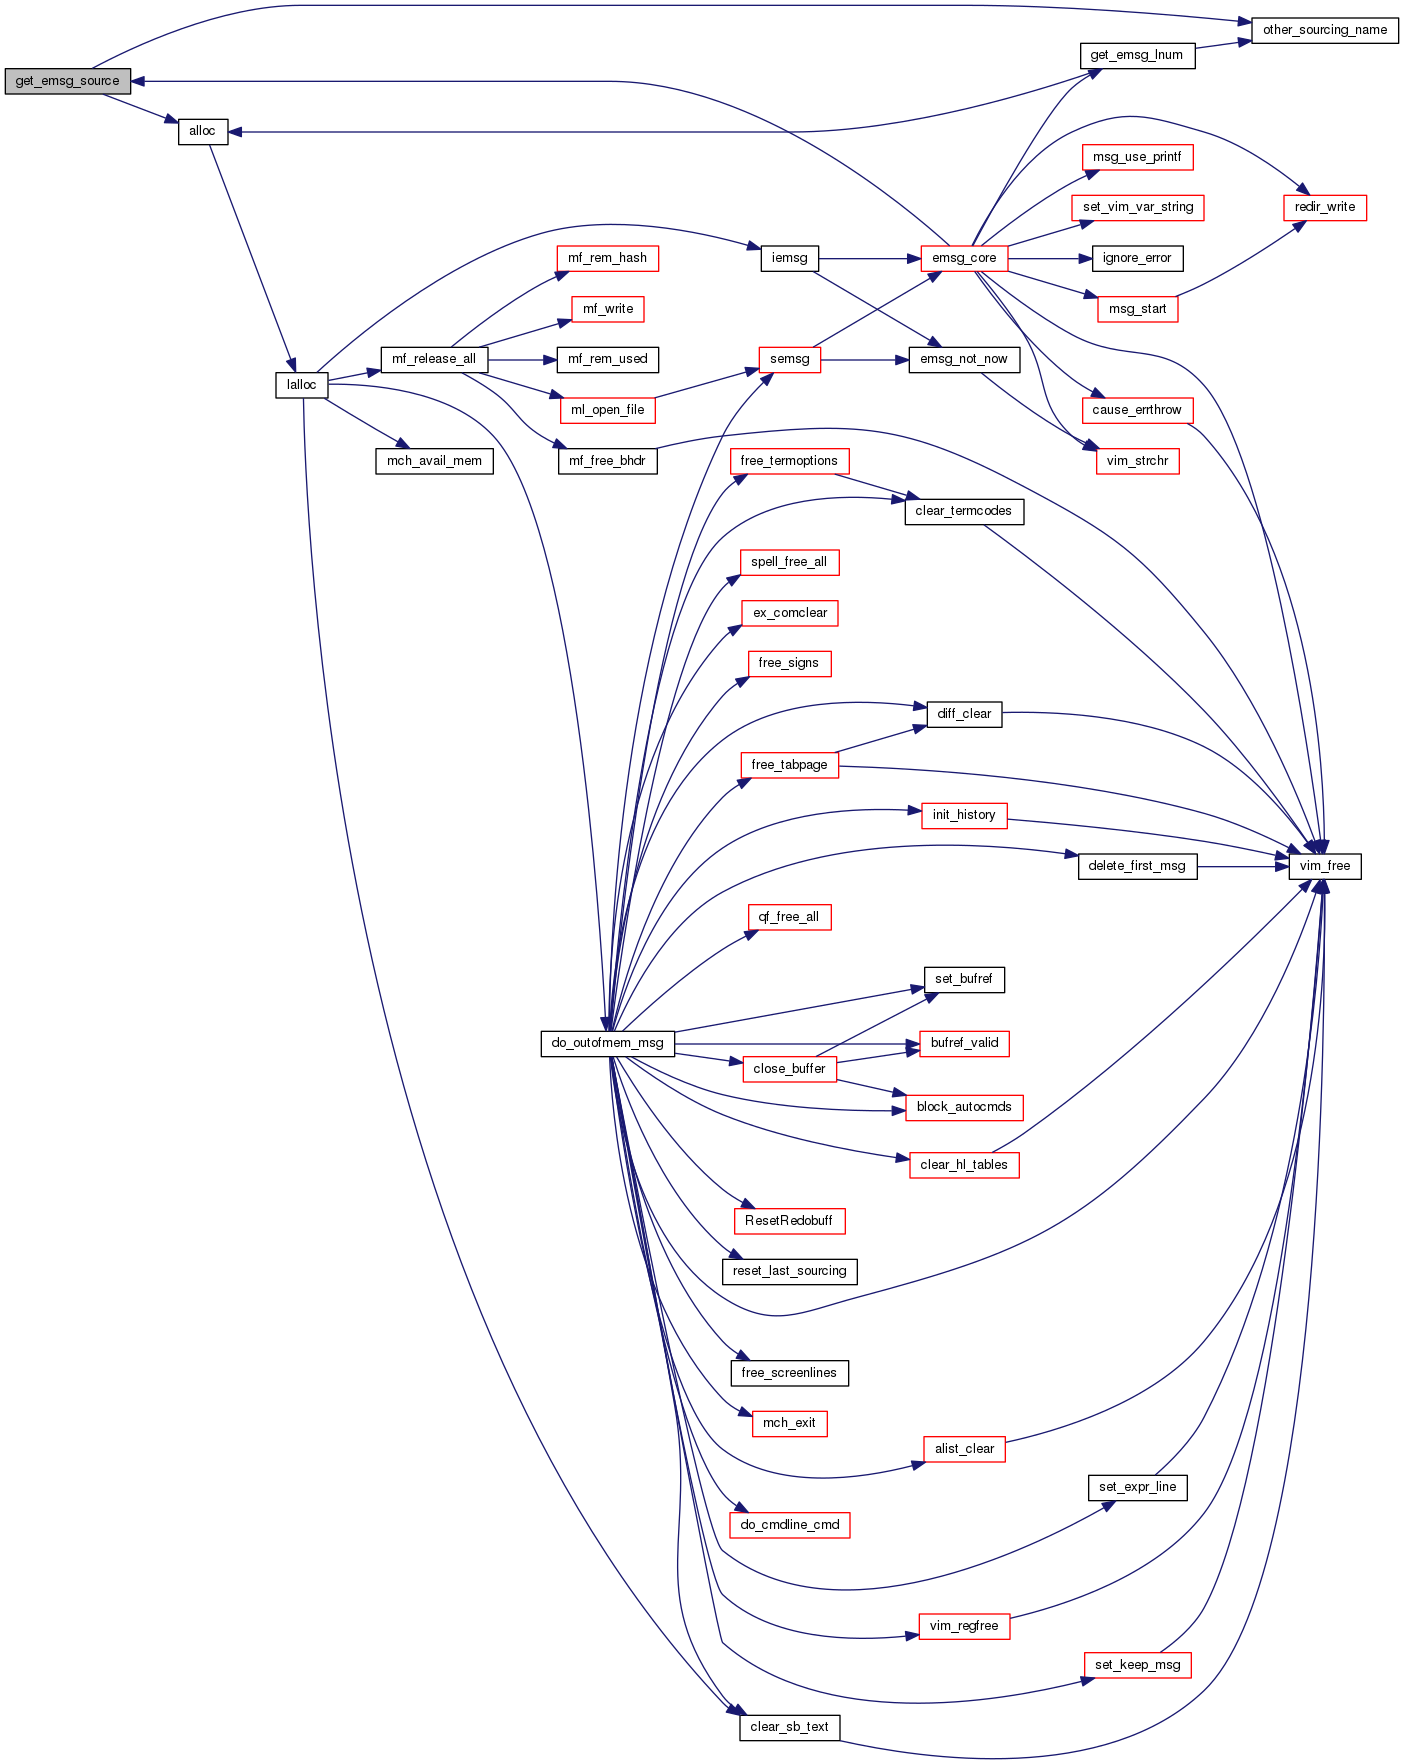 other_sourcing_name
get_emsg_lnum
get_emsg_source
alloc
msg_use_printf
set_vim_var_string
redir_write
mf_rem_hash
iemsg
emsg_core
ignore_error
mf_write
msg_start
mf_release_all
mf_rem_used
semsg
emsg_not_now
lalloc
ml_open_file
cause_errthrow
mch_avail_mem
mf_free_bhdr
free_termoptions
vim_strchr
clear_termcodes
spell_free_all
ex_comclear
free_signs
diff_clear
free_tabpage
init_history
delete_first_msg
vim_free
qf_free_all
set_bufref
do_outofmem_msg
bufref_valid
close_buffer
block_autocmds
clear_hl_tables
ResetRedobuff
reset_last_sourcing
free_screenlines
mch_exit
alist_clear
set_expr_line
do_cmdline_cmd
vim_regfree
set_keep_msg
clear_sb_text